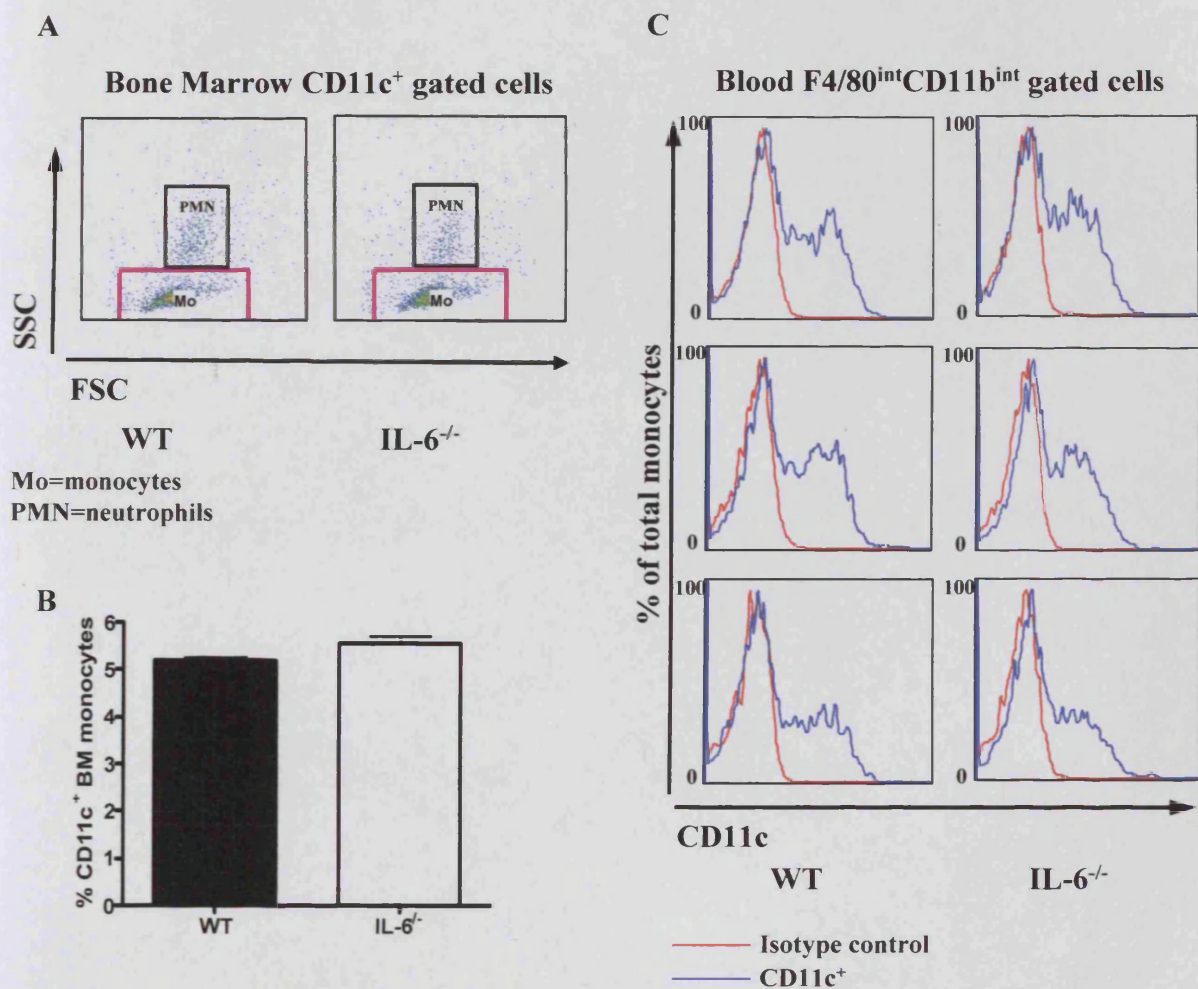 A
Bone Marrow CD11c⁺ gated cells
PMN
Mo
PMN
Mo
SSC
FSC
WT
IL-6⁻/⁻
Mo=monocytes
PMN=neutrophils
B
% CD11c⁺ BM monocytes
6
5
4
3
2
1
0
WT
IL-6⁻/⁻
C
Blood F4/80ⁱⁿᵗCD11bⁱⁿᵗ gated cells
100
0
100
0
100
0
100
0
100
0
100
0
% of total monocytes
CD11c
WT
IL-6⁻/⁻
Isotype control
CD11c⁺